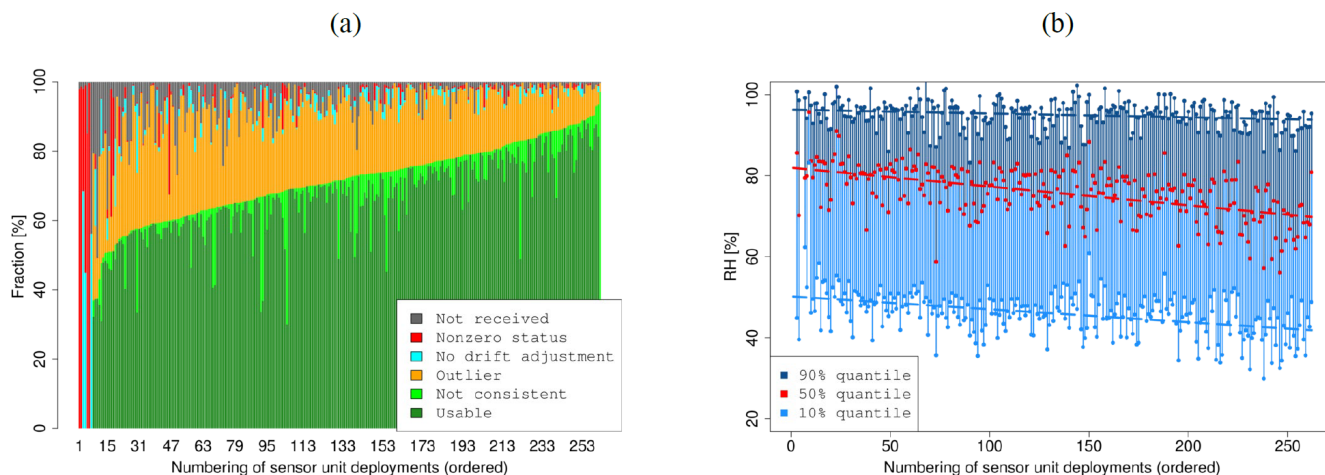 (a)
(b)
Fraction [%]
0 20 40 60 80 100
Not received
Nonzero status
No drift adjustment
Outlier
Not consistent
Usable
1 15 31 47 63 79 95 113 133 153 173 193 213 233 255
Numbering of sensor unit deployments (ordered)
RH [%]
20 40 60 80 100
90% quantile
50% quantile
10% quantile
0 50 100 150 200 250
Numbering of sensor unit deployments (ordered)